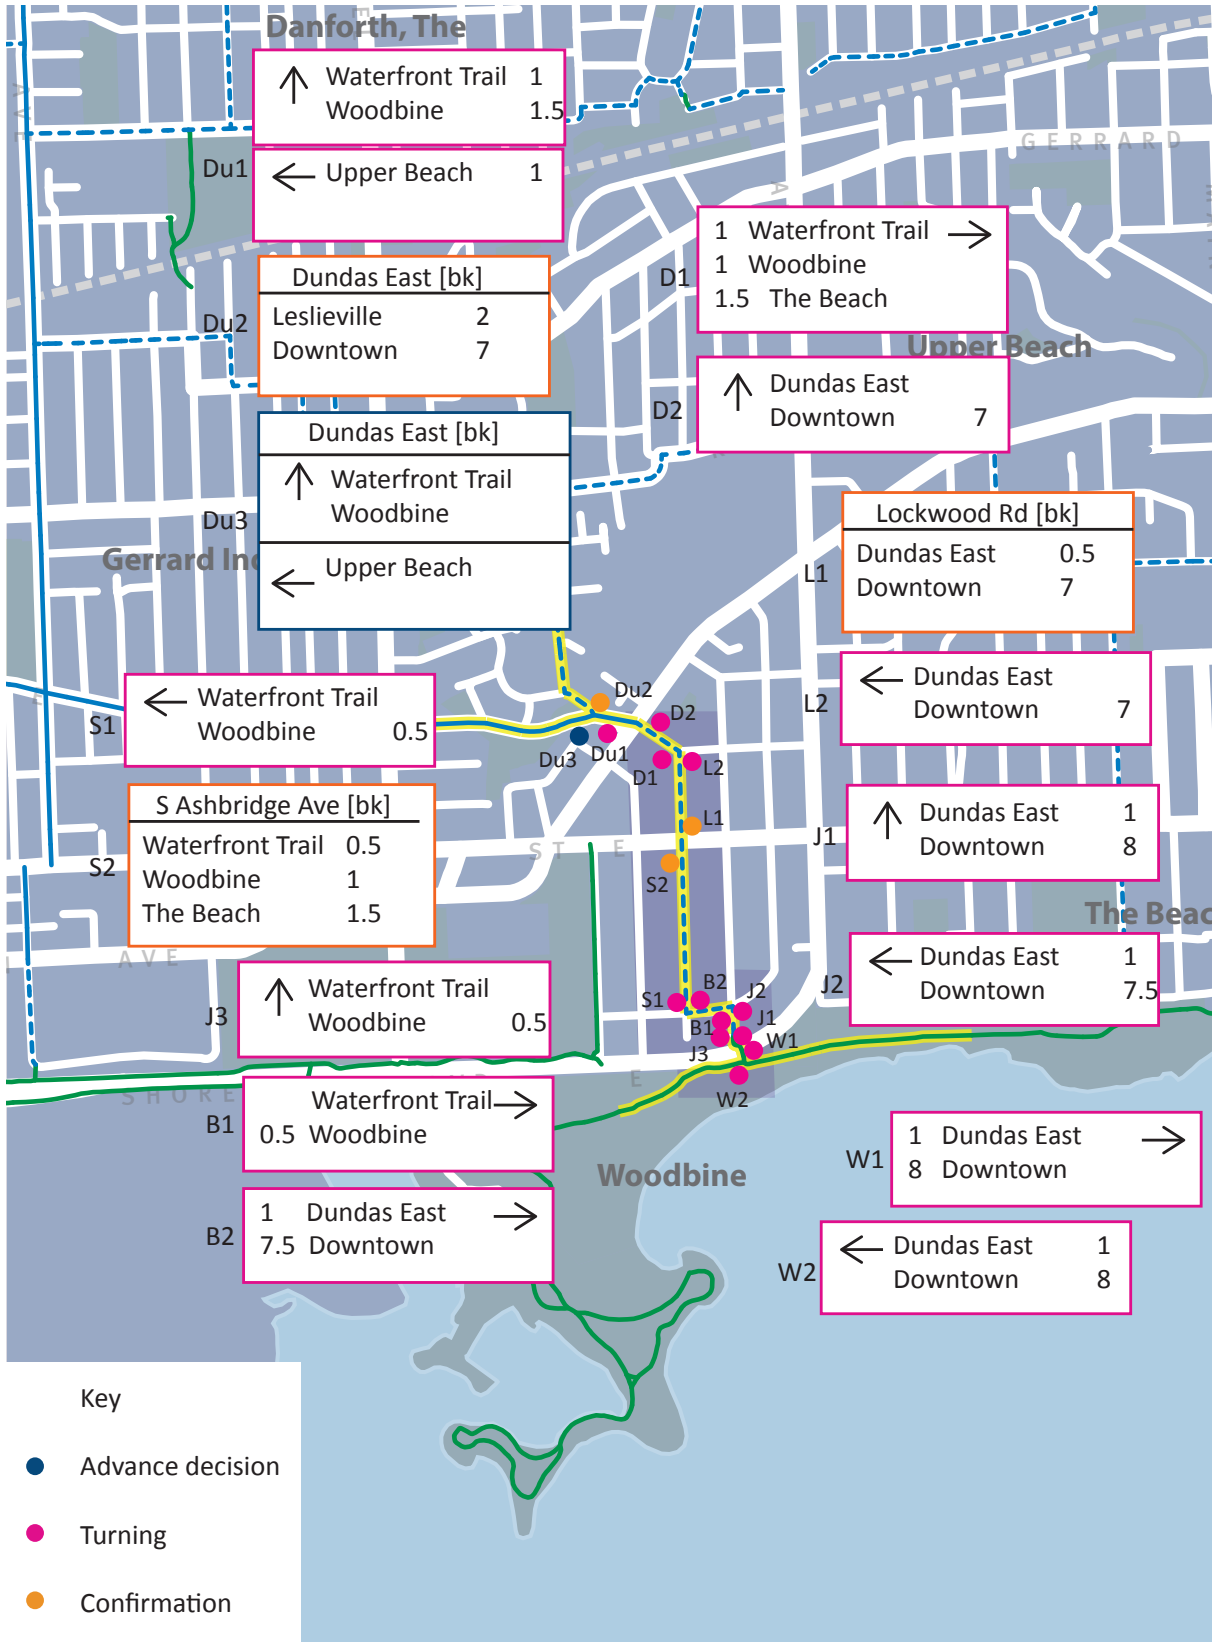 Danforth, The
↑ Waterfront Trail 1
Woodbine 1.5
Du1
← Upper Beach 1
AVE
GERRARD
A
1 Waterfront Trail →
1 Woodbine
1.5 The Beach
D1
Dundas East [bk]
Leslieville 2
Downtown 7
Du2
Upper Beach
↑ Dundas East
Downtown 7
D2
Dundas East [bk]
↑ Waterfront Trail
Woodbine
← Upper Beach
Du3
Gerrard Ind
Lockwood Rd [bk]
Dundas East 0.5
Downtown 7
L1
← Waterfront Trail
Woodbine 0.5
S1
Du2
D2
Du3
Du1
D1
L2
L1
S2
← Dundas East
Downtown 7
L2
S Ashbridge Ave [bk]
Waterfront Trail 0.5
Woodbine 1
The Beach 1.5
S2
ST E
↑ Dundas East 1
Downtown 8
J1
The Beac
AVE
← Dundas East 1
Downtown 7.5
J2
↑ Waterfront Trail
Woodbine 0.5
J3
S1
B2
J2
B1
J1
J3
W1
W2
SHORE
E
Waterfront Trail →
0.5 Woodbine
B1
1 Dundas East →
8 Downtown
W1
Woodbine
1 Dundas East →
7.5 Downtown
B2
← Dundas East 1
Downtown 8
W2
Key
Advance decision
Turning
Confirmation